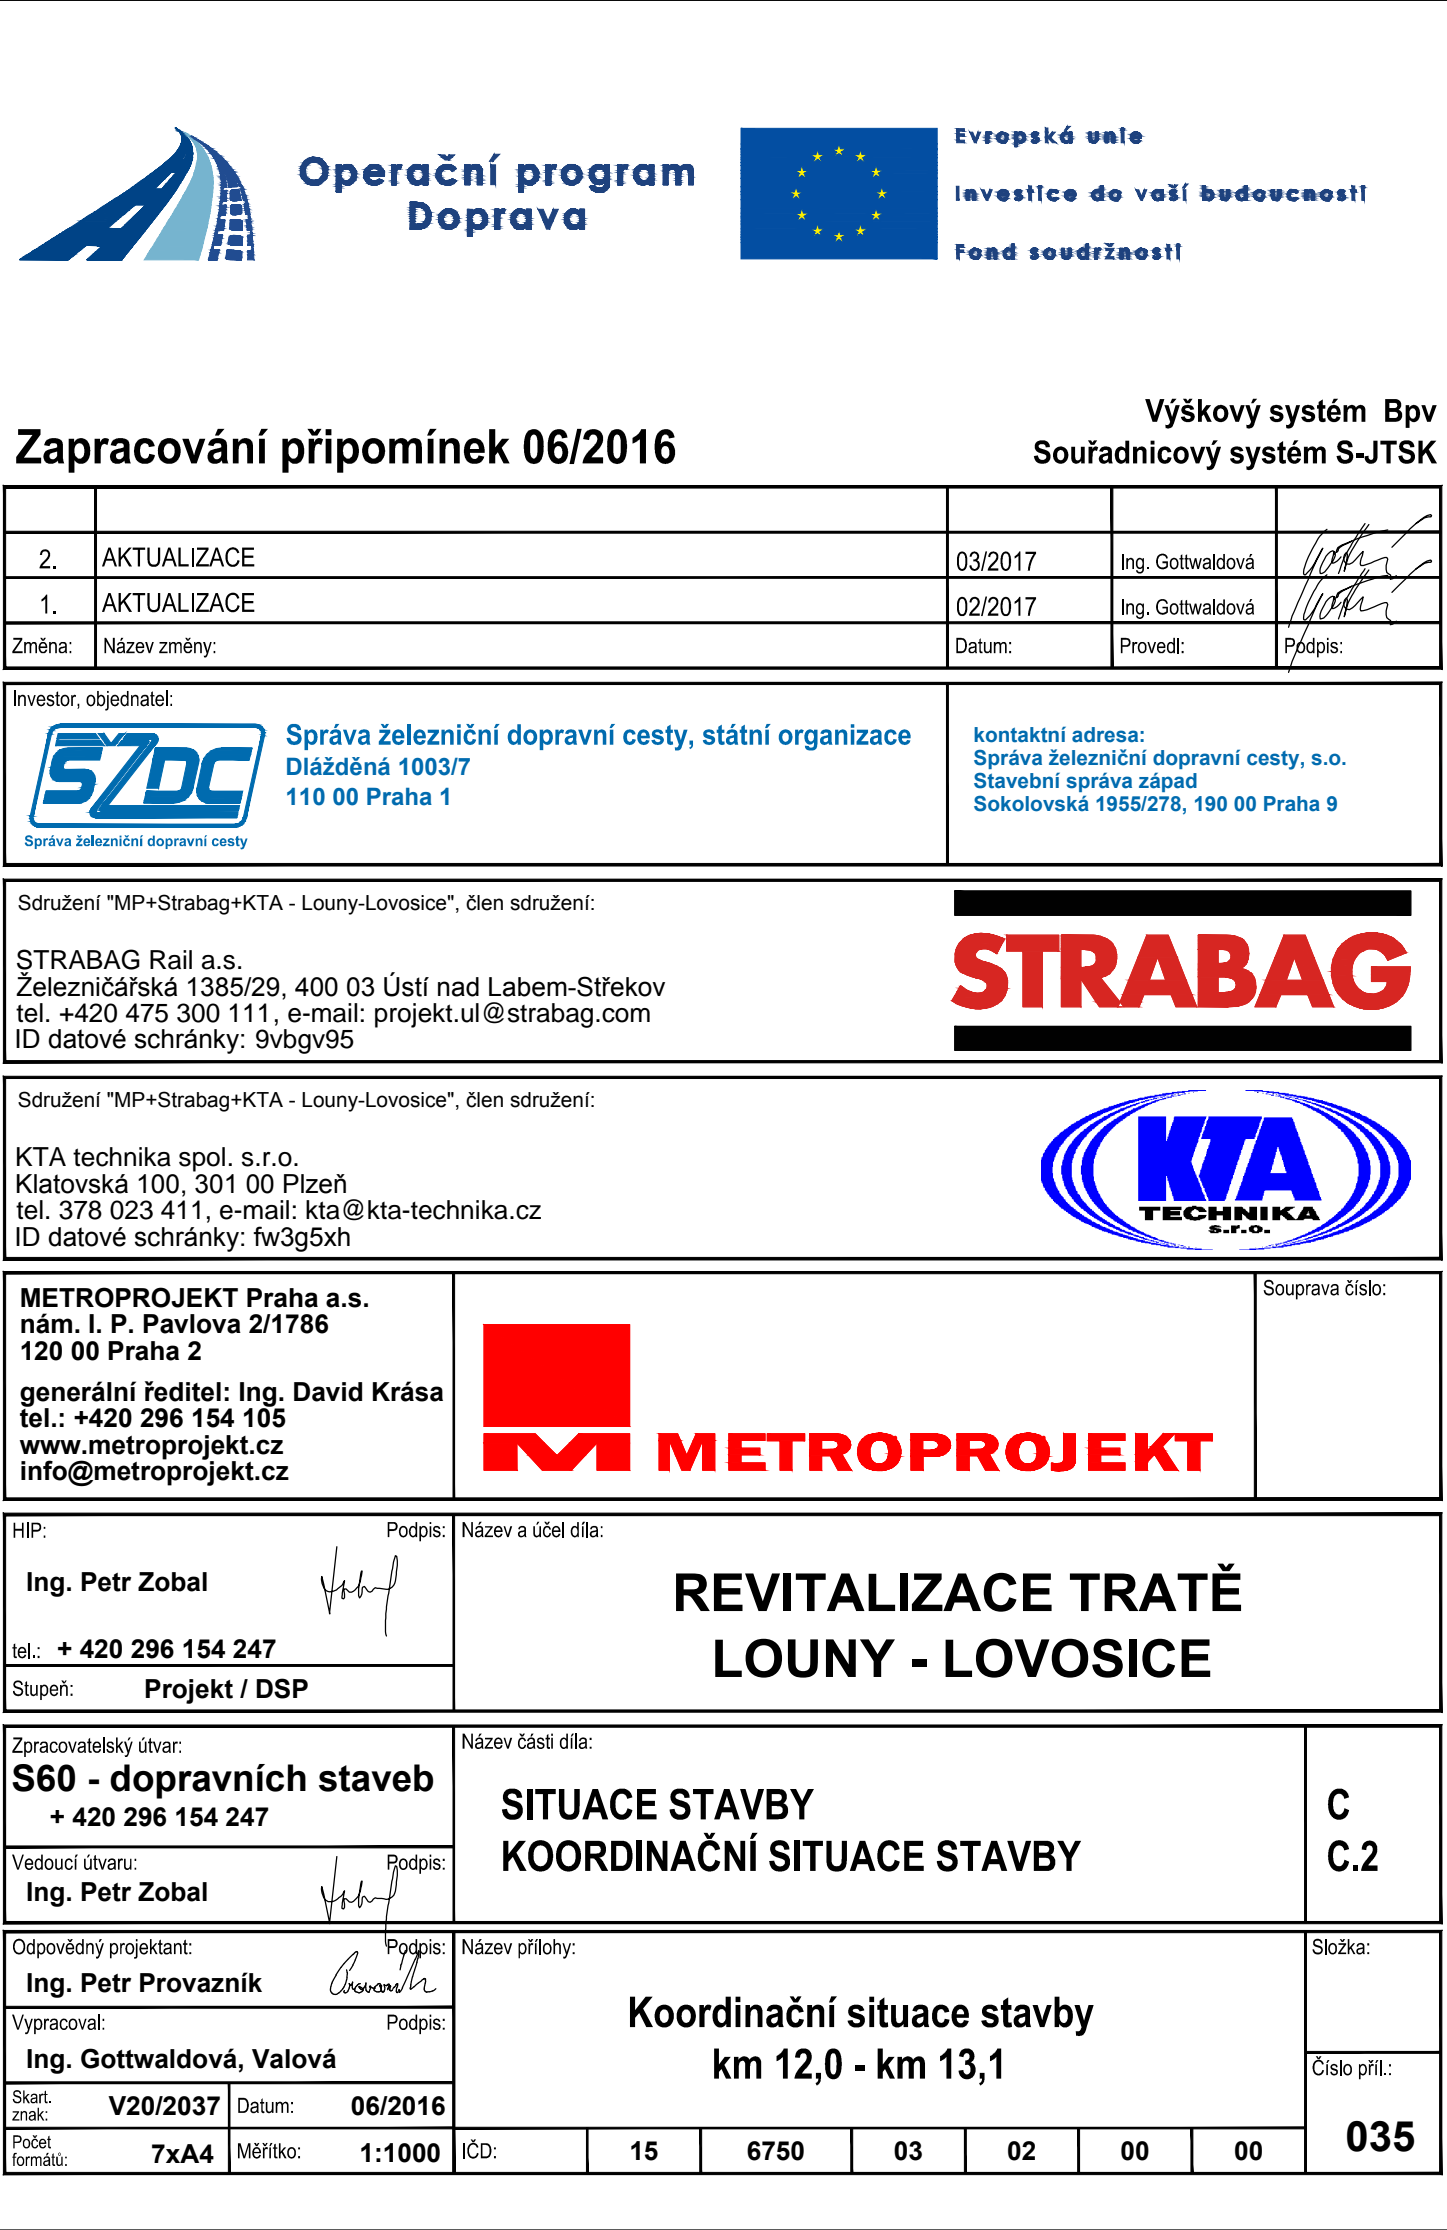 Operační program
Doprava
Evropská unie
Investice do vaší budoucnosti
Fond soudržnosti
Výškový systém Bpv
Zapracování připomínek 06/2016
Souřadnicový systém S-JTSK
2. AKTUALIZACE 03/2017 Ing. Gottwaldová
1. AKTUALIZACE 02/2017 Ing. Gottwaldová
Změna: Název změny: Datum: Provedl: Podpis:
Investor, objednatel:
SŽDC
Správa železniční dopravní cesty
Správa železniční dopravní cesty, státní organizace
Dlážděná 1003/7
110 00 Praha 1
kontaktní adresa:
Správa železniční dopravní cesty, s.o.
Stavební správa západ
Sokolovská 1955/278, 190 00 Praha 9
Sdružení "MP+Strabag+KTA - Louny-Lovosice", člen sdružení:
STRABAG Rail a.s.
Železničářská 1385/29, 400 03 Ústí nad Labem-Střekov
tel. +420 475 300 111, e-mail: projekt.ul@strabag.com
ID datové schránky: 9vbgv95
STRABAG
Sdružení "MP+Strabag+KTA - Louny-Lovosice", člen sdružení:
KTA technika spol. s.r.o.
Klatovská 100, 301 00 Plzeň
tel. 378 023 411, e-mail: kta@kta-technika.cz
ID datové schránky: fw3g5xh
KTA
TECHNIKA
s.r.o.
METROPROJEKT Praha a.s.
nám. I. P. Pavlova 2/1786
120 00 Praha 2
generální ředitel: Ing. David Krása
tel.: +420 296 154 105
www.metroprojekt.cz
info@metroprojekt.cz
METROPROJEKT
Souprava číslo:
HIP: Podpis:
Ing. Petr Zobal
tel.: + 420 296 154 247
Stupeň: Projekt / DSP
Název a účel díla:
REVITALIZACE TRATĚ
LOUNY - LOVOSICE
Zpracovatelský útvar:
S60 - dopravních staveb
+ 420 296 154 247
Vedoucí útvaru: Podpis:
Ing. Petr Zobal
Název části díla:
SITUACE STAVBY C
KOORDINAČNÍ SITUACE STAVBY C.2
Odpovědný projektant: Podpis:
Ing. Petr Provazník
Vypracoval: Podpis:
Ing. Gottwaldová, Valová
Skart. znak: V20/2037 Datum: 06/2016
Počet formátů: 7xA4 Měřítko: 1:1000
Název přílohy:
Koordinační situace stavby
km 12,0 - km 13,1
IČD: 15 6750 03 02 00 00
Složka:
Číslo příl.:
035